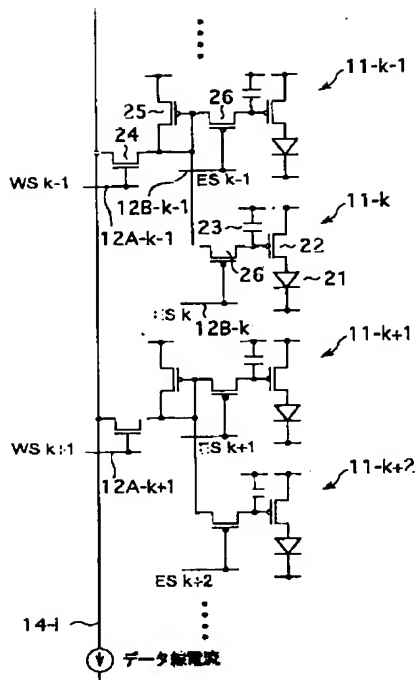 11-k-1
25
26
24
WS k-1
ES k-1
12B-k-1
12A-k-1
11-k
23
22
26
21
ES k
12B-k
11-k+1
WS k+1
ES k+1
12A-k+1
11-k+2
ES k+2
14-i
データ線電流